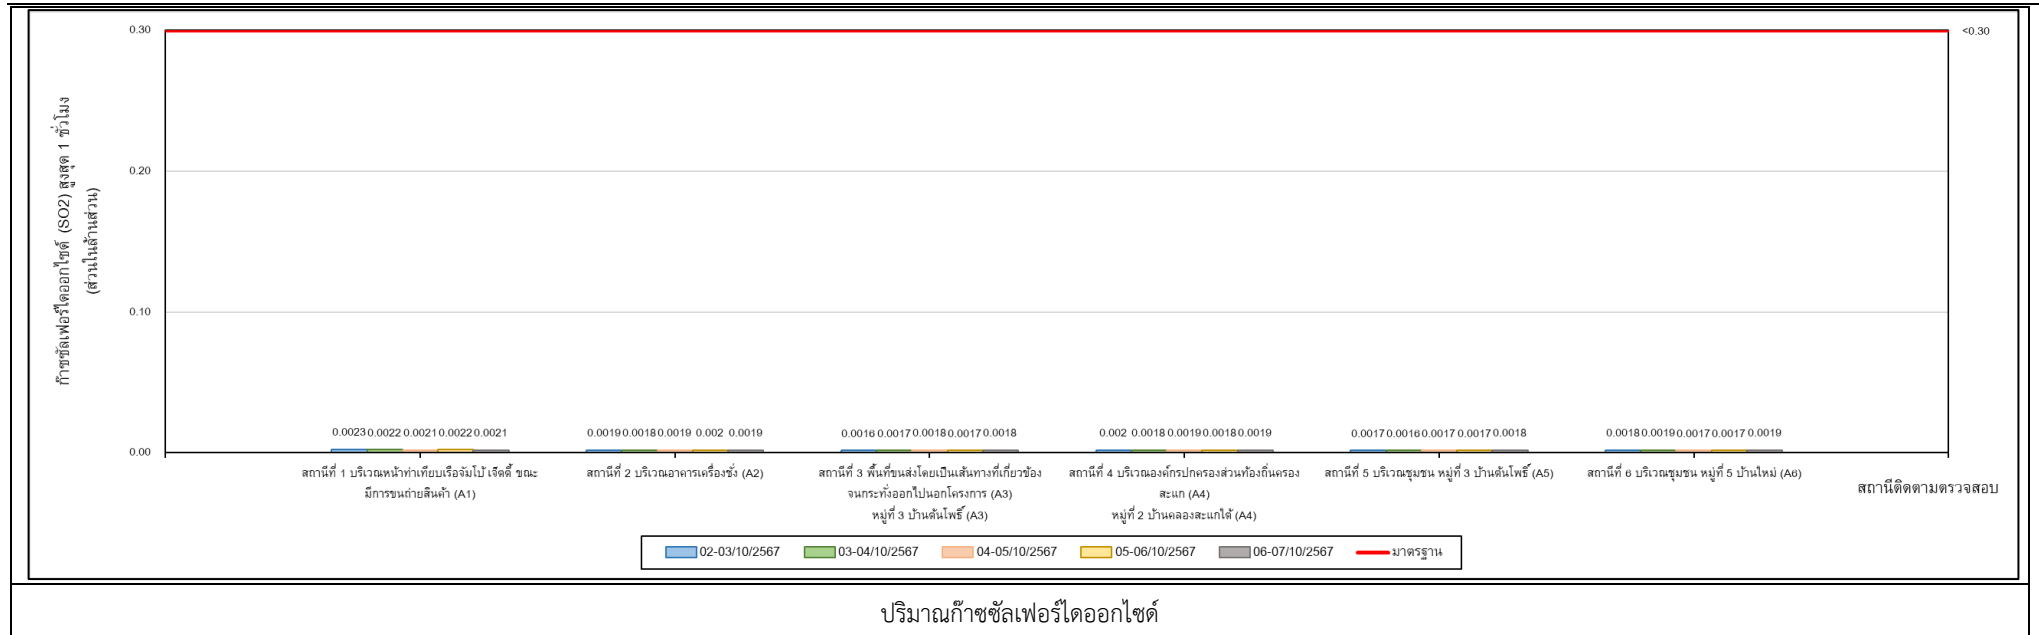 0.30
<0.30
0.20
0.10
0.00
ก๊าซซัลเฟอร์ไดออกไซด์ (SO2) สูงสุด 1 ชั่วโมง
(ส่วนในล้านส่วน)
0.0023 0.0022 0.0021 0.0022 0.0021
0.0019 0.0018 0.0019 0.002 0.0019
0.0016 0.0017 0.0018 0.0017 0.0018
0.002 0.0018 0.0019 0.0018 0.0019
0.0017 0.0016 0.0017 0.0017 0.0018
0.0018 0.0019 0.0017 0.0017 0.0019
สถานีที่ 1 บริเวณหน้าท่าเทียบเรือจัมโบ้ เจ็ตตี้ ขณะ
มีการขนถ่ายสินค้า (A1)
สถานีที่ 2 บริเวณอาคารเครื่องชั่ง (A2)
สถานีที่ 3 พื้นที่ขนส่งโดยเป็นเส้นทางที่เกี่ยวข้อง
จนกระทั่งออกไปนอกโครงการ (A3)
หมู่ที่ 3 บ้านต้นโพธิ์ (A3)
สถานีที่ 4 บริเวณองค์กรปกครองส่วนท้องถิ่นครอง
สะแก (A4)
หมู่ที่ 2 บ้านคลองสะแกใต้ (A4)
สถานีที่ 5 บริเวณชุมชน หมู่ที่ 3 บ้านต้นโพธิ์ (A5)
สถานีที่ 6 บริเวณชุมชน หมู่ที่ 5 บ้านใหม่ (A6)
สถานีติดตามตรวจสอบ
02-03/10/2567
03-04/10/2567
04-05/10/2567
05-06/10/2567
06-07/10/2567
มาตรฐาน
ปริมาณก๊าซซัลเฟอร์ไดออกไซด์